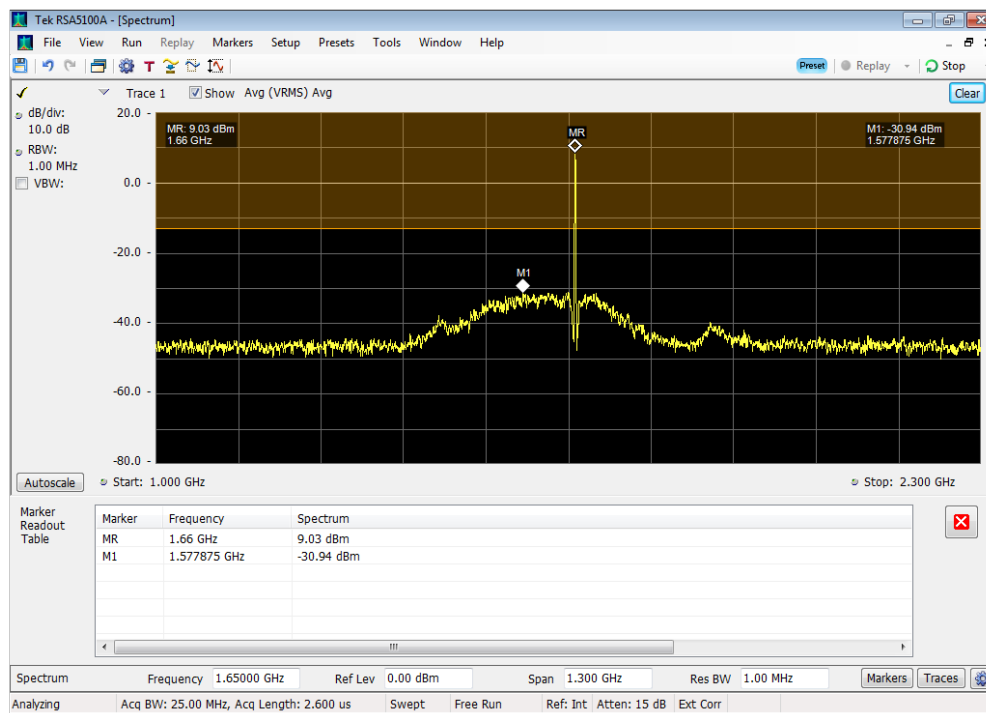 Tek RSA5100A - [Spectrum]
File View Run Replay Markers Setup Presets Tools Window Help
T Preset Replay Stop
Trace 1 Show Avg (VRMS) Avg Clear
dB/div:
10.0 dB
RBW:
1.00 MHz
VBW:
20.0
0.0
-20.0
-40.0
-60.0
-80.0
MR: 9.03 dBm
1.66 GHz
MR
M1: -30.94 dBm
1.577875 GHz
M1
Autoscale Start: 1.000 GHz Stop: 2.300 GHz
Marker
Readout
Table
Marker Frequency Spectrum
MR 1.66 GHz 9.03 dBm
M1 1.577875 GHz -30.94 dBm
Spectrum Frequency 1.65000 GHz Ref Lev 0.00 dBm Span 1.300 GHz Res BW 1.00 MHz Markers Traces
Analyzing Acq BW: 25.00 MHz, Acq Length: 2.600 us Swept Free Run Ref: Int Atten: 15 dB Ext Corr